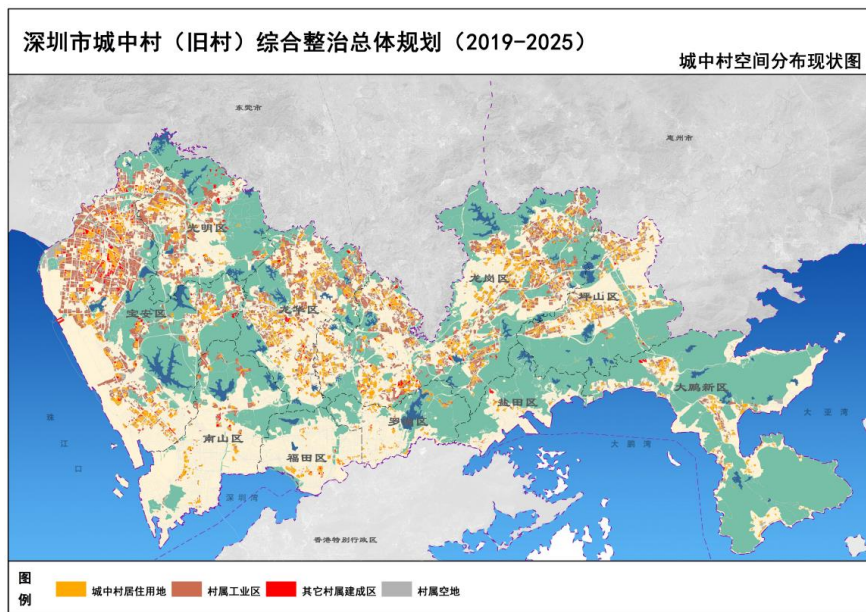 深圳市城中村（旧村）综合整治总体规划（2019-2025）
城中村空间分布现状图
东莞市
惠州市
光明区
龙岗区
坪山区
宝安区
龙华区
大鹏新区
盐田区
罗湖区
南山区
福田区
珠江口
深圳湾
大鹏湾
大亚湾
香港特别行政区
图例
城中村居住用地
村属工业区
其它村属建成区
村属空地